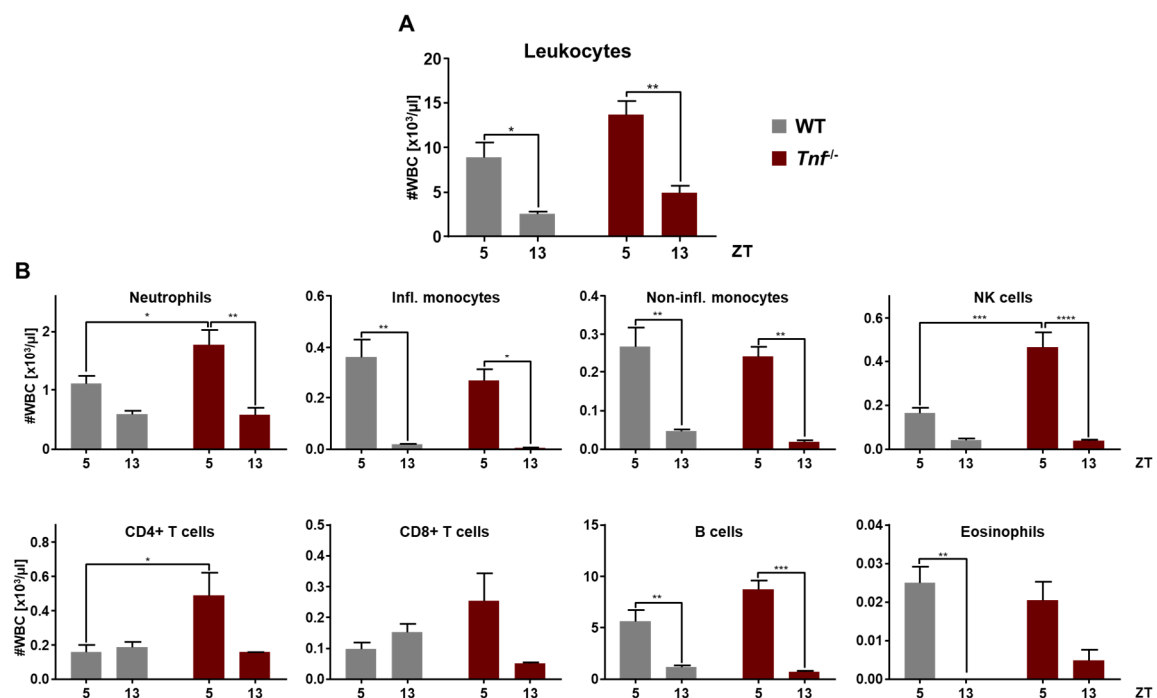 A
Leukocytes
#WBC [x10³/µl]
20
15
10
5
0
*
**
5 13 5 13 ZT
WT
Tnf-/-
B
Neutrophils
#WBC [x10³/µl]
2
1
0
*
**
5 13 5 13
Infl. monocytes
0.6
0.4
0.2
0.0
**
*
5 13 5 13
Non-infl. monocytes
0.4
0.3
0.2
0.1
0.0
**
**
5 13 5 13
NK cells
0.6
0.4
0.2
0.0
***
****
5 13 5 13 ZT
CD4+ T cells
#WBC [x10³/µl]
0.8
0.6
0.4
0.2
0.0
*
5 13 5 13
CD8+ T cells
0.5
0.4
0.3
0.2
0.1
0.0
5 13 5 13
B cells
15
10
5
0
**
***
5 13 5 13
Eosinophils
0.04
0.03
0.02
0.01
0.00
**
5 13 5 13 ZT